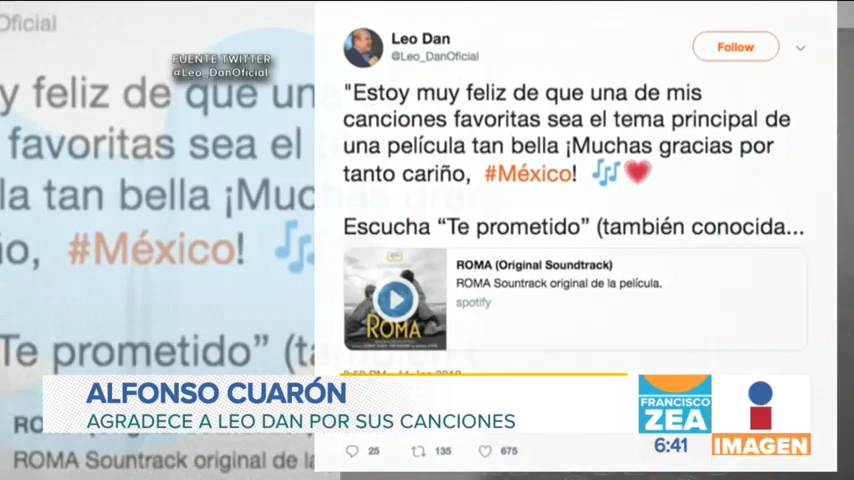 Oficial
FUENTE TWITTER
@Leo_DanOficial
y feliz de que una
favoritas sea el
la tan bella ¡Muc
ño, #México!
Te prometido” (ta
ROMA
ROMA Sountrack original de la
Leo Dan
@Leo_DanOficial
Follow
"Estoy muy feliz de que una de mis
canciones favoritas sea el tema principal de
una película tan bella ¡Muchas gracias por
tanto cariño, #México!
Escucha “Te prometido” (también conocida...
ROMA
ROMA (Original Soundtrack)
ROMA Sountrack original de la película.
spotify
ALFONSO CUARÓN
AGRADECE A LEO DAN POR SUS CANCIONES
FRANCISCO
ZEA
6:41
IMAGEN
25 135 675